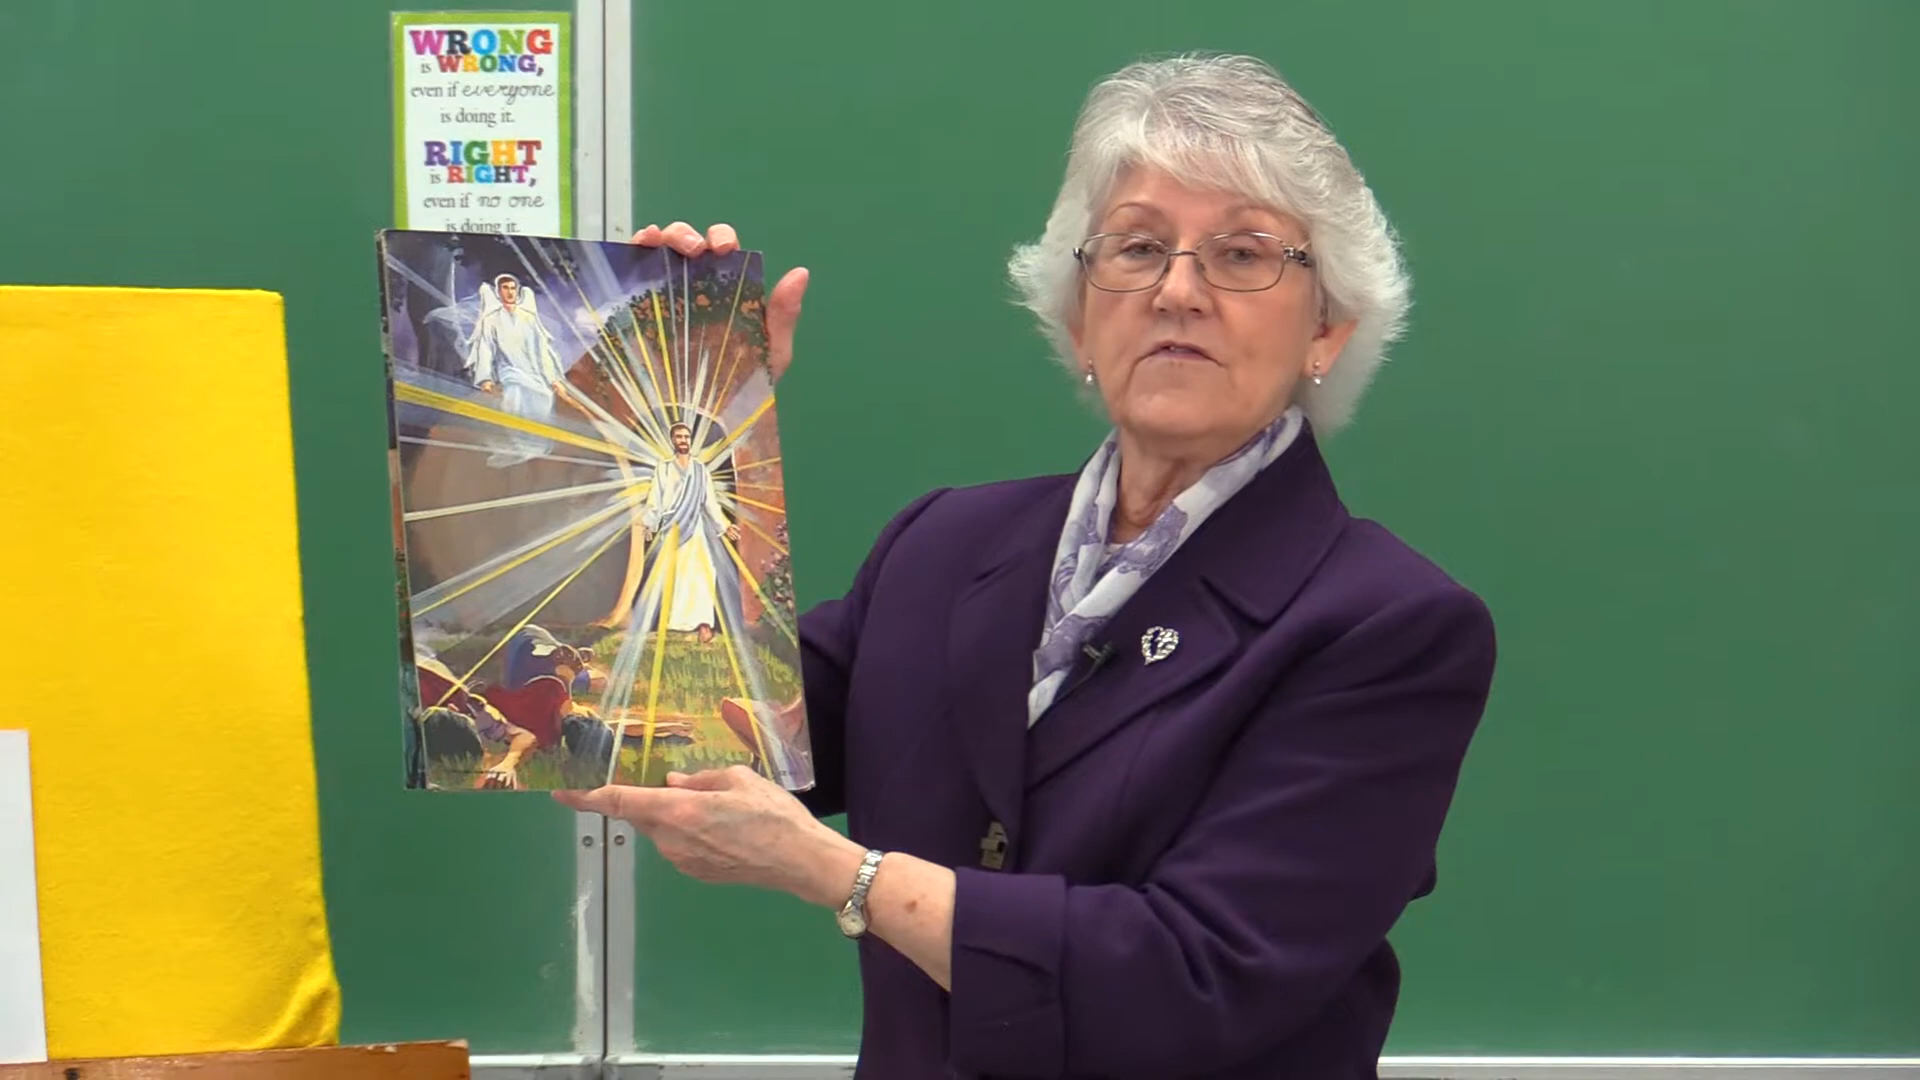 WRONG
is WRONG,
even if everyone
is doing it.
RIGHT
is RIGHT,
even if no one
is doing it.